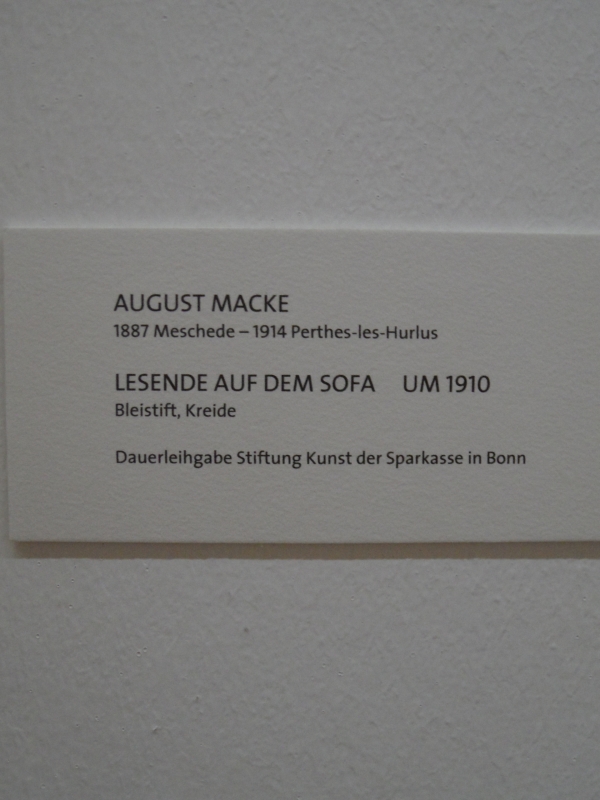 AUGUST MACKE
1887 Meschede – 1914 Perthes-les-Hurlus
LESENDE AUF DEM SOFA UM 1910
Bleistift, Kreide
Dauerleihgabe Stiftung Kunst der Sparkasse in Bonn